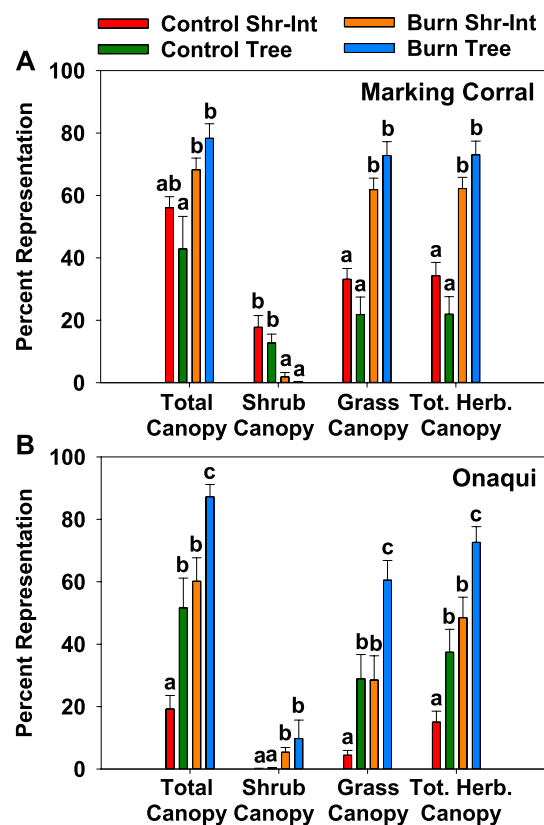 Control Shr-Int
Burn Shr-Int
Control Tree
Burn Tree
A
Marking Corral
Percent Representation
100
80
60
40
20
0
ab
a
b
b
b
b
a
a
a
a
b
b
a
a
b
b
Total
Canopy
Shrub
Canopy
Grass
Canopy
Tot. Herb.
Canopy
B
Onaqui
Percent Representation
100
80
60
40
20
0
a
b
b
c
a
a
b
b
a
b
b
c
a
b
b
c
Total
Canopy
Shrub
Canopy
Grass
Canopy
Tot. Herb.
Canopy